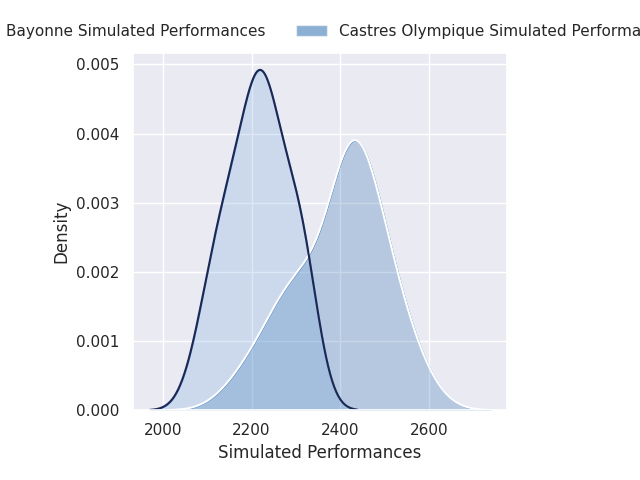 Bayonne Simulated Performances
Castres Olympique Simulated Performa
0.005
0.004
0.003
0.002
0.001
0.000
Density
2000 2200 2400 2600
Simulated Performances